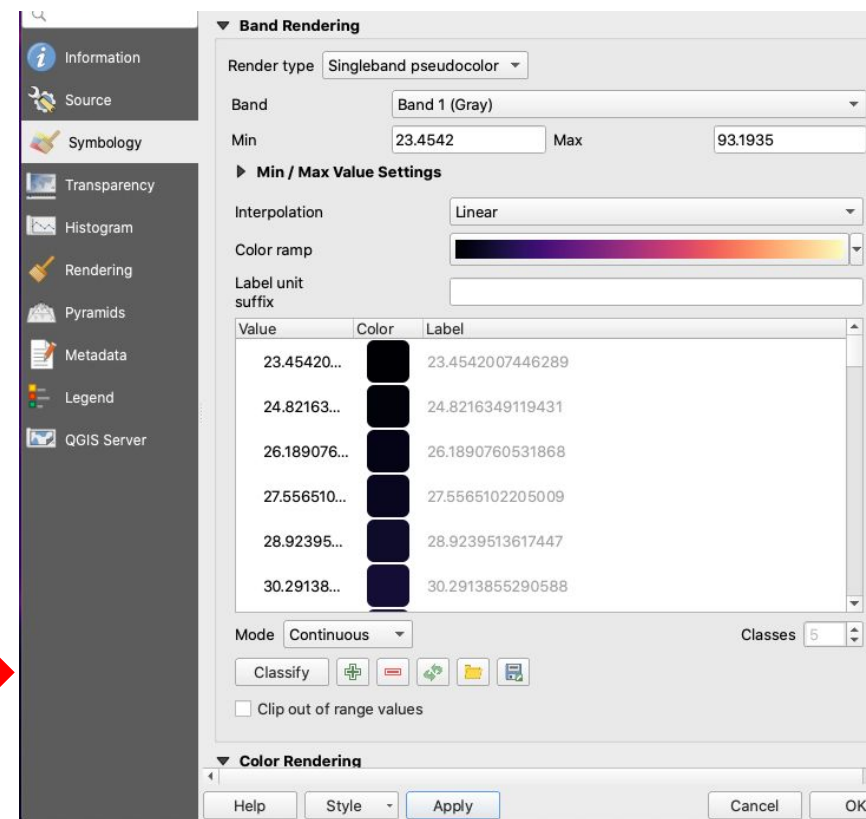 Information
Source
Symbology
Transparency
Histogram
Rendering
Pyramids
Metadata
Legend
QGIS Server
Band Rendering
Render type Singleband pseudocolor
Band Band 1 (Gray)
Min 23.4542 Max 93.1935
Min / Max Value Settings
Interpolation Linear
Color ramp
Label unit
suffix
Value Color Label
23.45420... 23.4542007446289
24.82163... 24.8216349119431
26.189076... 26.1890760531868
27.556510... 27.5565102205009
28.92395... 28.9239513617447
30.29138... 30.2913855290588
Mode Continuous Classes 5
Classify
Clip out of range values
Color Rendering
Help Style Apply Cancel OK